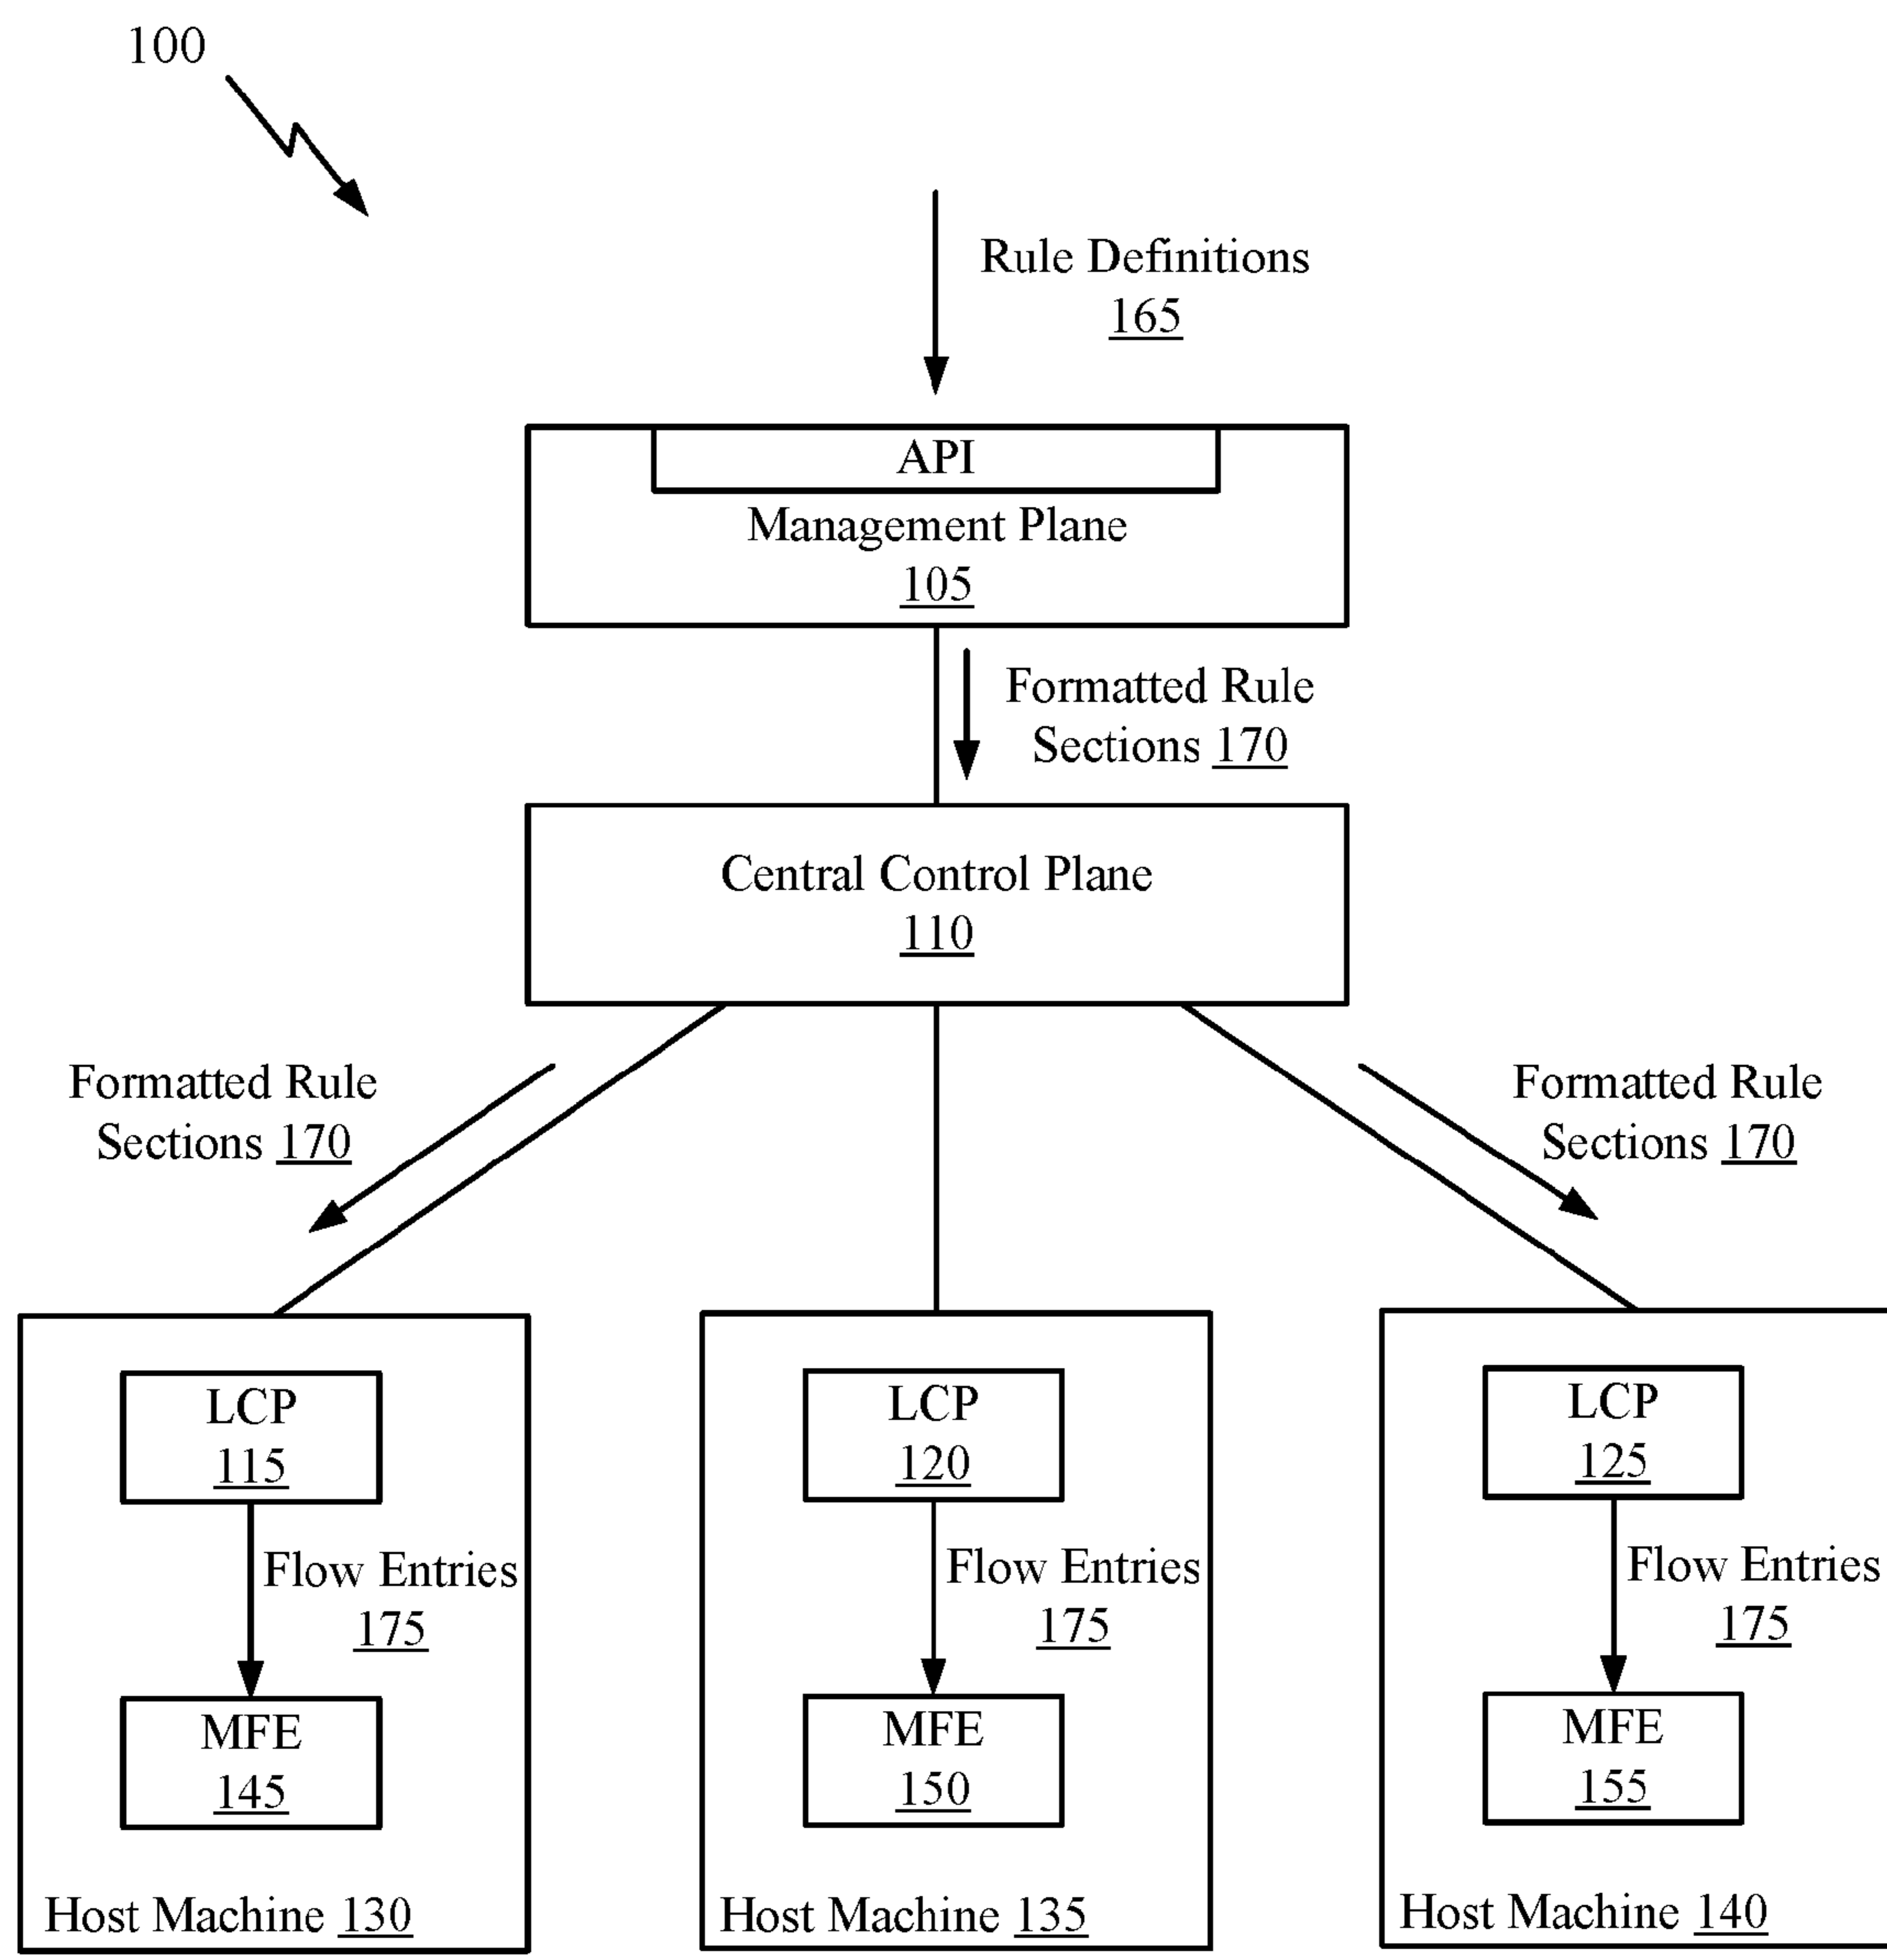 100
Rule Definitions
165
API
Management Plane
105
Formatted Rule
Sections 170
Central Control Plane
110
Formatted Rule
Sections 170
Formatted Rule
Sections 170
LCP
115
Flow Entries
175
MFE
145
Host Machine 130
LCP
120
Flow Entries
175
MFE
150
Host Machine 135
LCP
125
Flow Entries
175
MFE
155
Host Machine 140